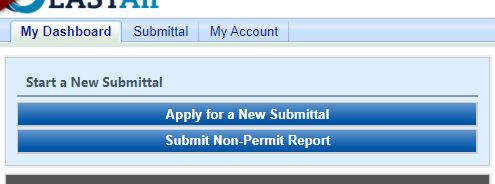 My Dashboard Submittal My Account
Start a New Submittal
Apply for a New Submittal
Submit Non-Permit Report